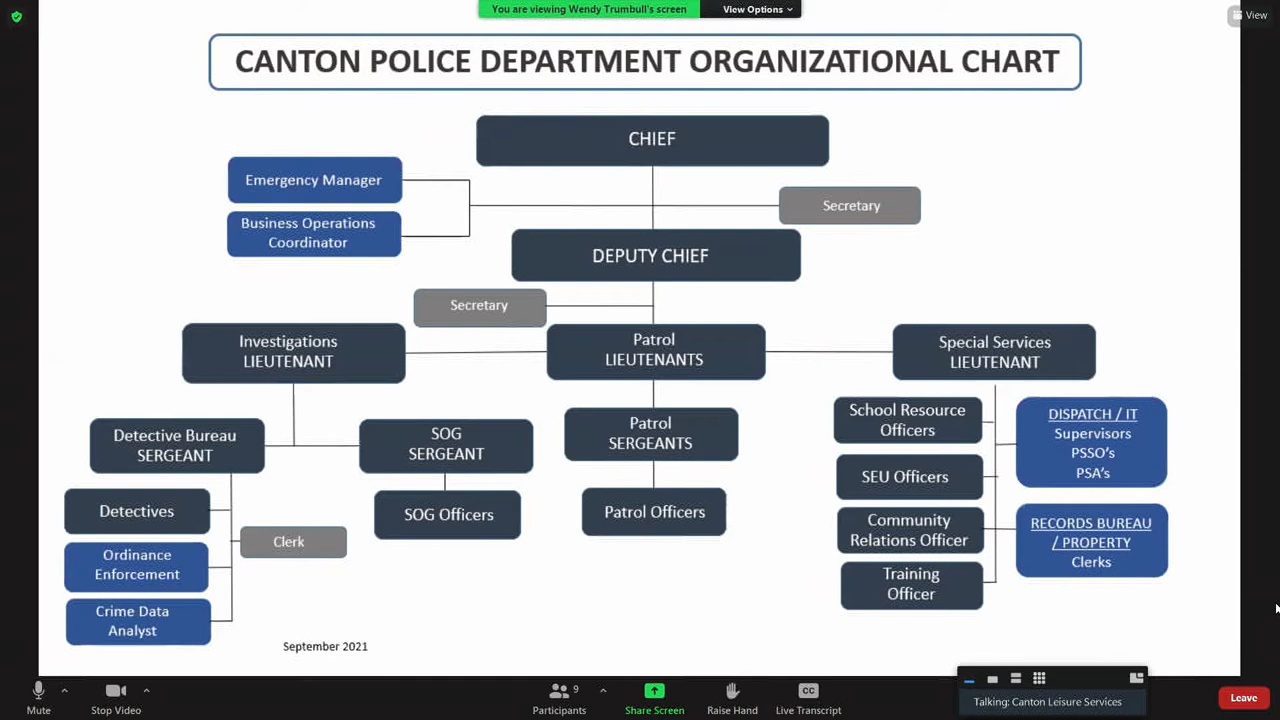 You are viewing Wendy Trumbull's screen
View Options
View
CANTON POLICE DEPARTMENT ORGANIZATIONAL CHART
CHIEF
Emergency Manager
Secretary
Business Operations
Coordinator
DEPUTY CHIEF
Secretary
Investigations
LIEUTENANT
Patrol
LIEUTENANTS
Special Services
LIEUTENANT
Detective Bureau
SERGEANT
SOG
SERGEANT
Patrol
SERGEANTS
School Resource
Officers
DISPATCH / IT
Supervisors
PSSO's
PSA's
SEU Officers
Detectives
SOG Officers
Patrol Officers
Community
Relations Officer
RECORDS BUREAU
/ PROPERTY
Clerks
Clerk
Ordinance
Enforcement
Training
Officer
Crime Data
Analyst
September 2021
Mute
Stop Video
9
Participants
Share Screen
Raise Hand
CC
Live Transcript
Talking: Canton Leisure Services
Leave